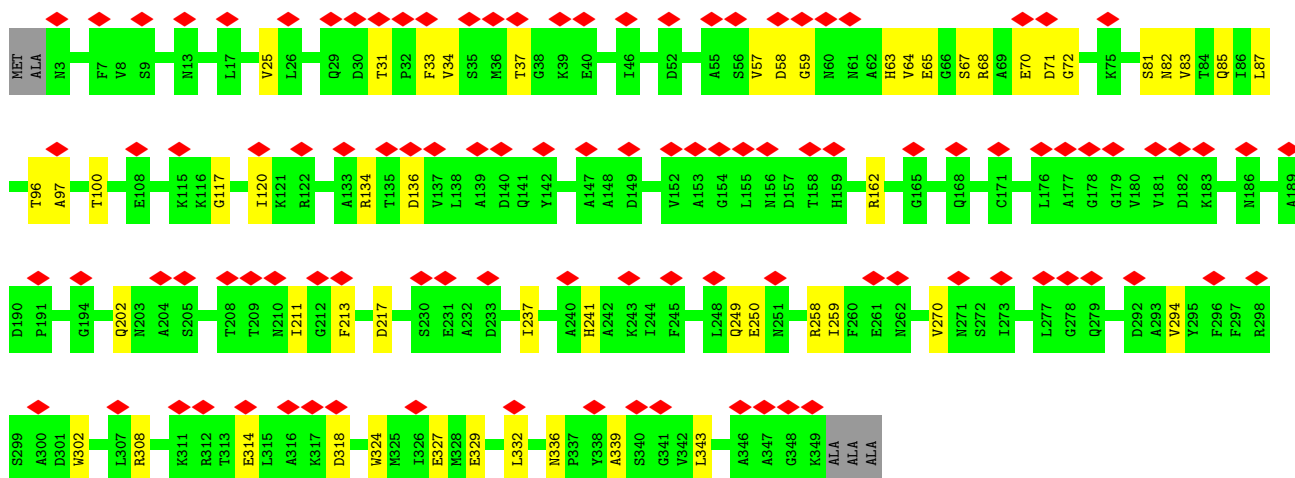 MET ALA N3 F7 V8 S9 N13 L17 V25 L26 Q29 D30 T31 P32 F33 V34 S35 M36 T37 G38 K39 E40 I46 D52 A55 S56 V57 D58 G59 N60 N61 A62 H63 V64 E65 G66 S67 R68 A69 E70 D71 G72 K75 S81 N82 V83 T84 Q85 I86 L87
T96 A97 T100 E108 K115 K116 G117 I120 K121 R122 A133 R134 T135 D136 V137 L138 A139 D140 Q141 Y142 A147 A148 D149 V152 A153 G154 L155 N156 D157 T158 H159 R162 G165 Q168 C171 L176 A177 G178 G179 V180 V181 D182 K183 N186 A189
D190 P191 G194 Q202 N203 A204 S205 T208 T209 N210 I211 G212 F213 D217 S230 E231 A232 D233 I237 A240 H241 A242 K243 I244 F245 L248 Q249 E250 N251 R258 I259 F260 E261 N262 V270 N271 S272 I273 L277 G278 Q279 D292 A293 V294 Y295 F296 F297 R298
S299 A300 D301 W302 L307 R308 K311 R312 T313 E314 L315 A316 K317 D318 W324 M325 I326 E327 M328 E329 L332 N336 P337 Y338 A339 S340 G341 V342 L343 A346 A347 G348 K349 ALA ALA ALA